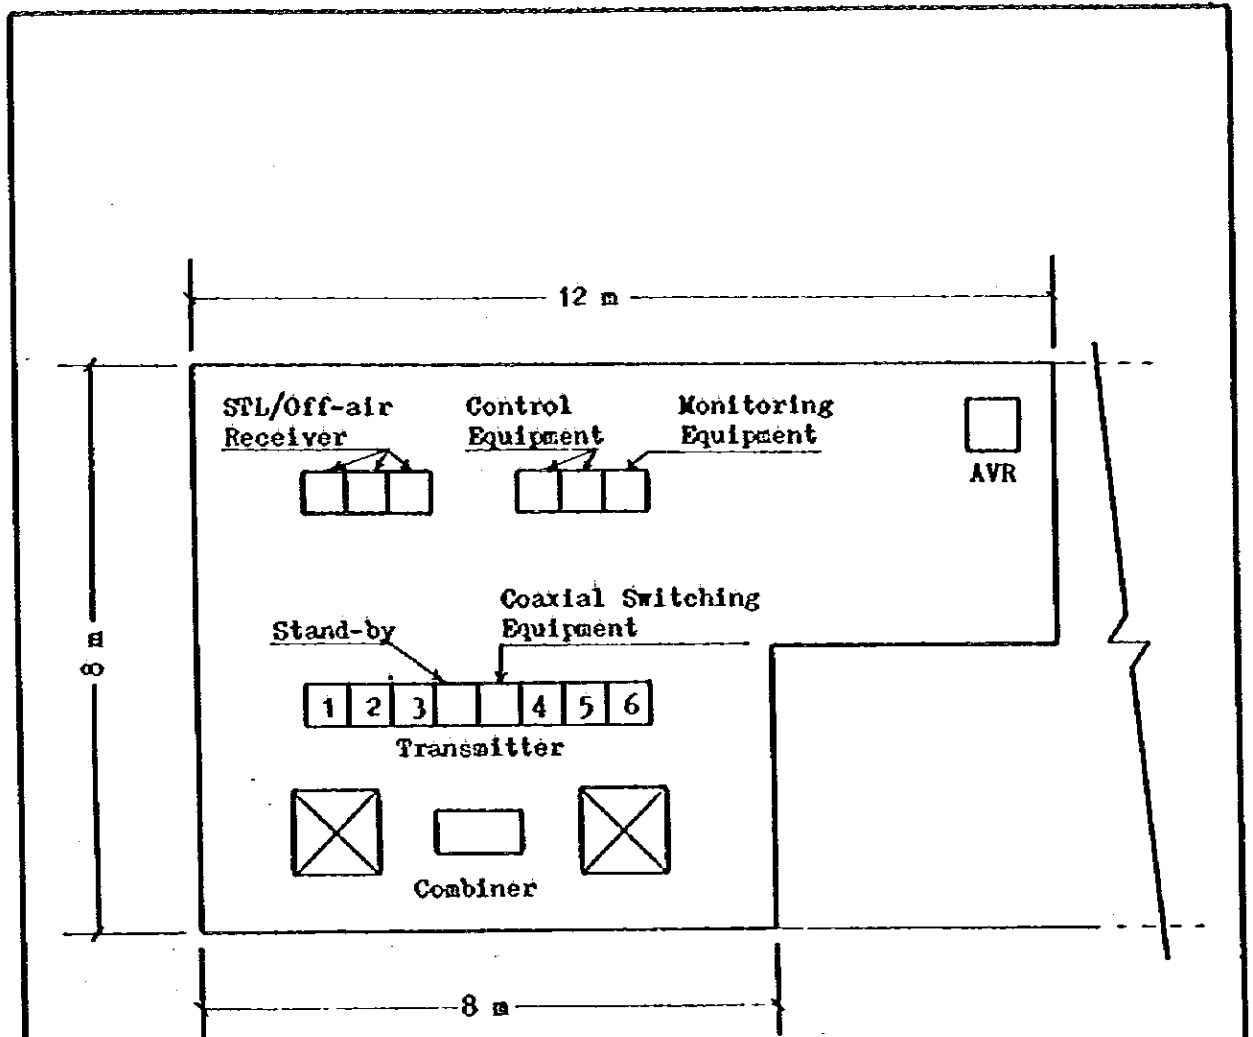 12 m
STL/Off-air
Receiver
Control
Equipment
Monitoring
Equipment
AVR
8 m
Stand-by
Coaxial Switching
Equipment
1 2 3 4 5 6
Transmitter
Combiner
8 m